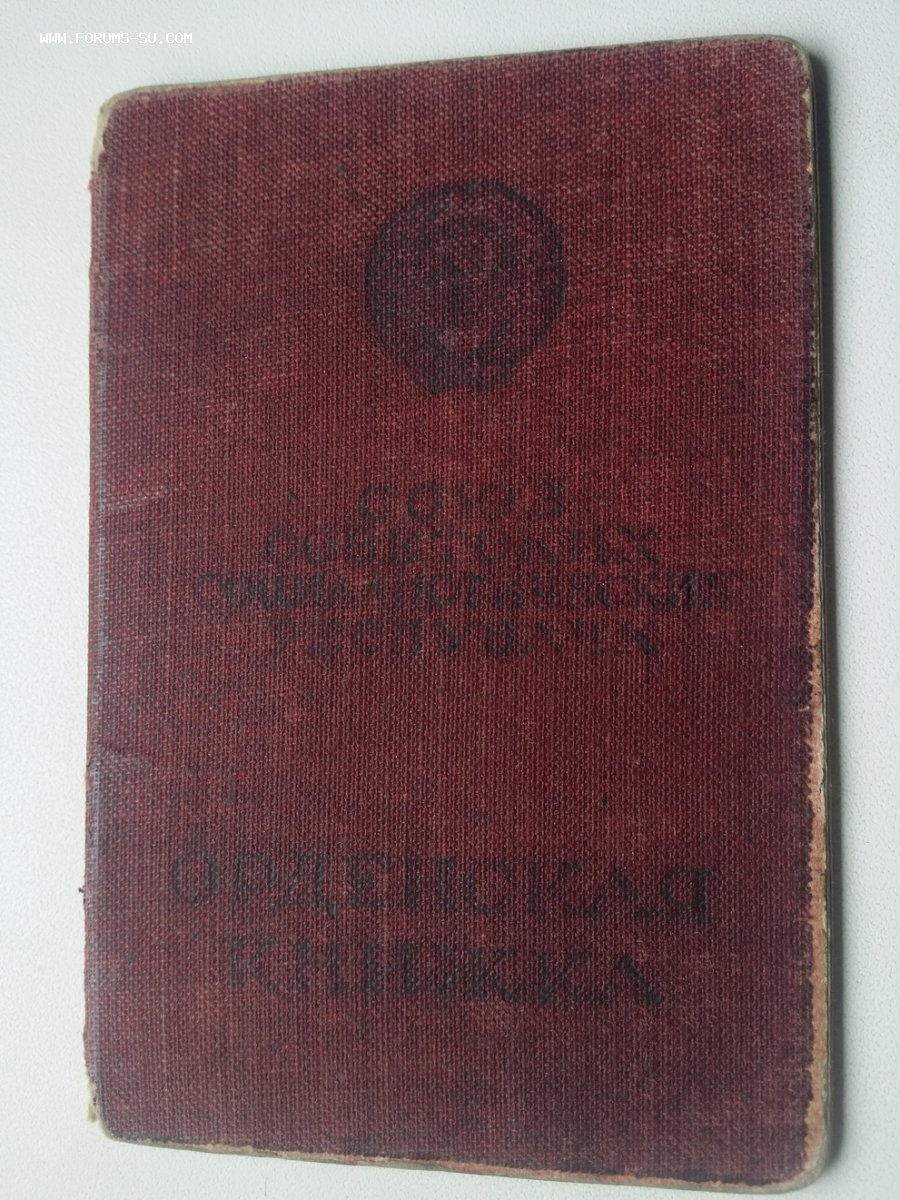 WWW.FORUMS-SU.COM
СОЮЗ
СОВЕТСКИХ
СОЦИАЛИСТИЧЕСКИХ
РЕСПУБЛИК
ОРДЕНСКАЯ
КНИЖКА